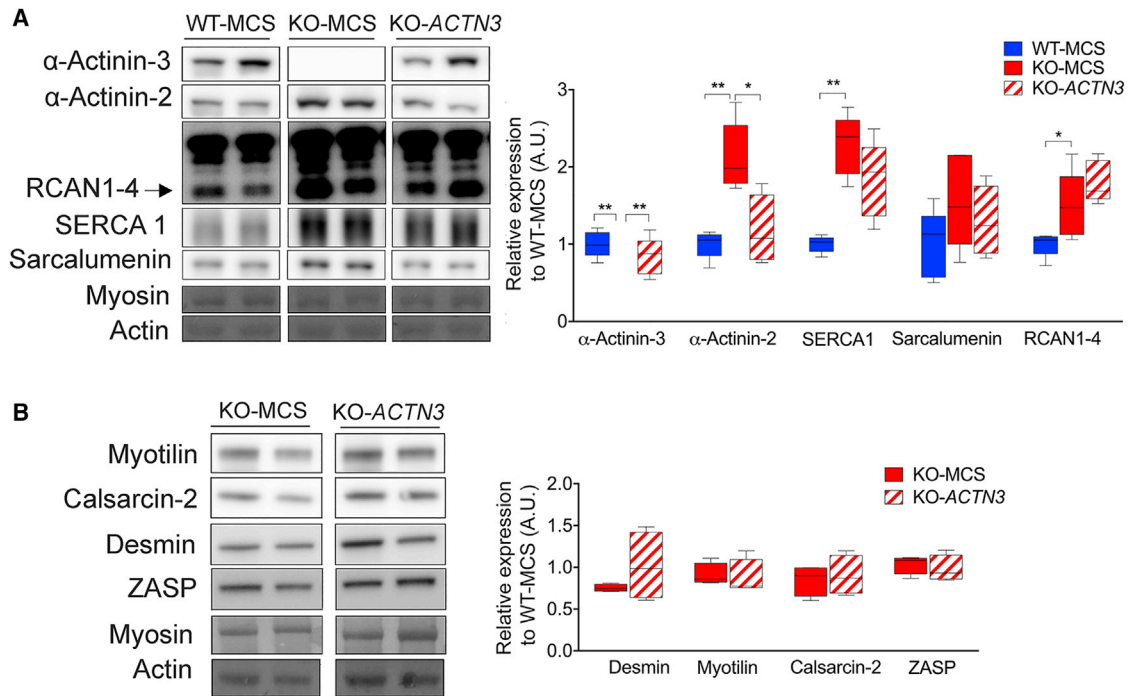 A
WT-MCS KO-MCS KO-ACTN3
α-Actinin-3
α-Actinin-2
RCAN1-4
SERCA 1
Sarcalumenin
Myosin
Actin
WT-MCS
KO-MCS
KO-ACTN3
Relative expression
to WT-MCS (A.U.)
3
** *
**
2
*
** **
1
0
α-Actinin-3 α-Actinin-2 SERCA1 Sarcalumenin RCAN1-4
B
KO-MCS KO-ACTN3
Myotilin
Calsarcin-2
Desmin
ZASP
Myosin
Actin
KO-MCS
KO-ACTN3
Relative expression
to WT-MCS (A.U.)
2.0
1.5
1.0
0.5
0.0
Desmin Myotilin Calsarcin-2 ZASP